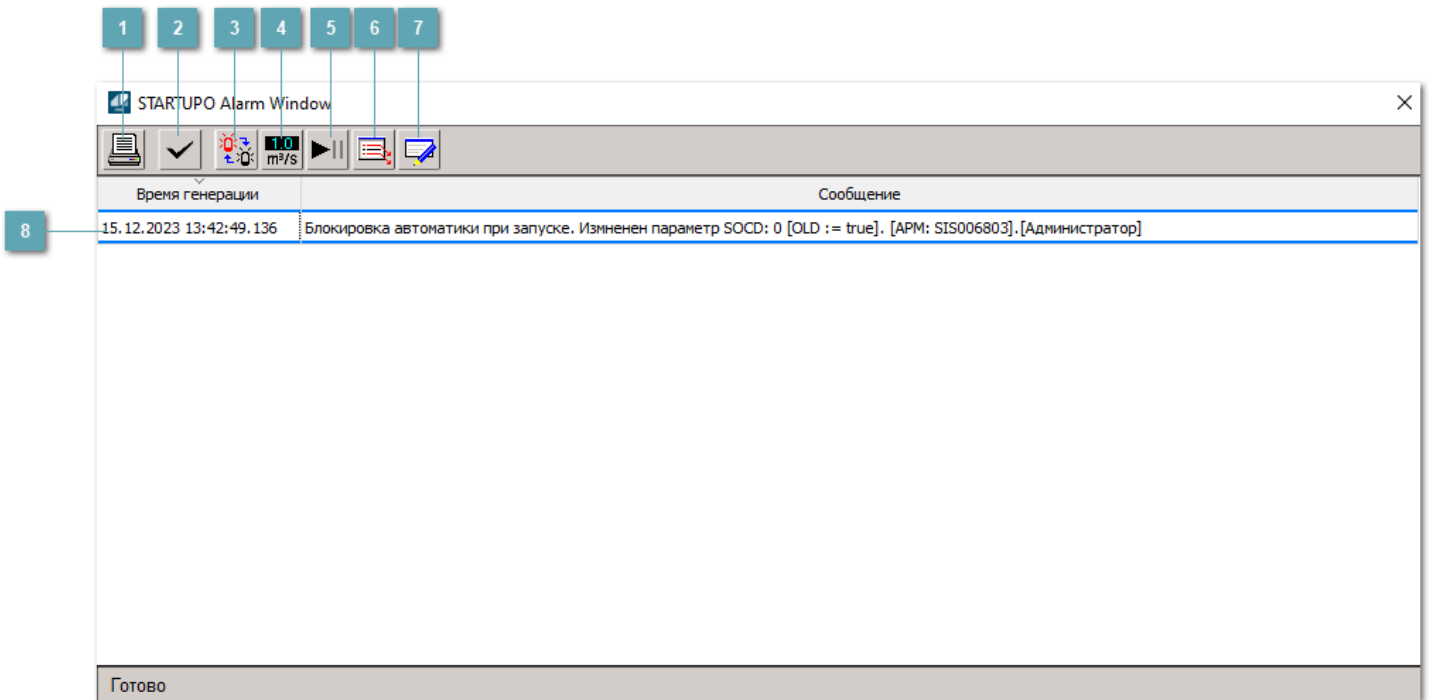 1 2 3 4 5 6 7
STARTUPO Alarm Window
1.0
m³/s
Время генерации Сообщение
8
15.12.2023 13:42:49.136 Блокировка автоматики при запуске. Измненен параметр SOCD: 0 [OLD := true]. [АРМ: SIS006803].[Администратор]
Готово